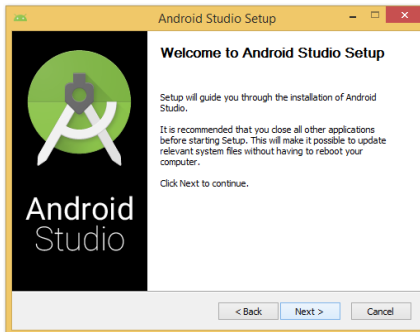 Android Studio Setup
Welcome to Android Studio Setup
Setup will guide you through the installation of Android
Studio.
It is recommended that you close all other applications
before starting Setup. This will make it possible to update
relevant system files without having to reboot your
computer.
Click Next to continue.
Android
Studio
< Back
Next >
Cancel